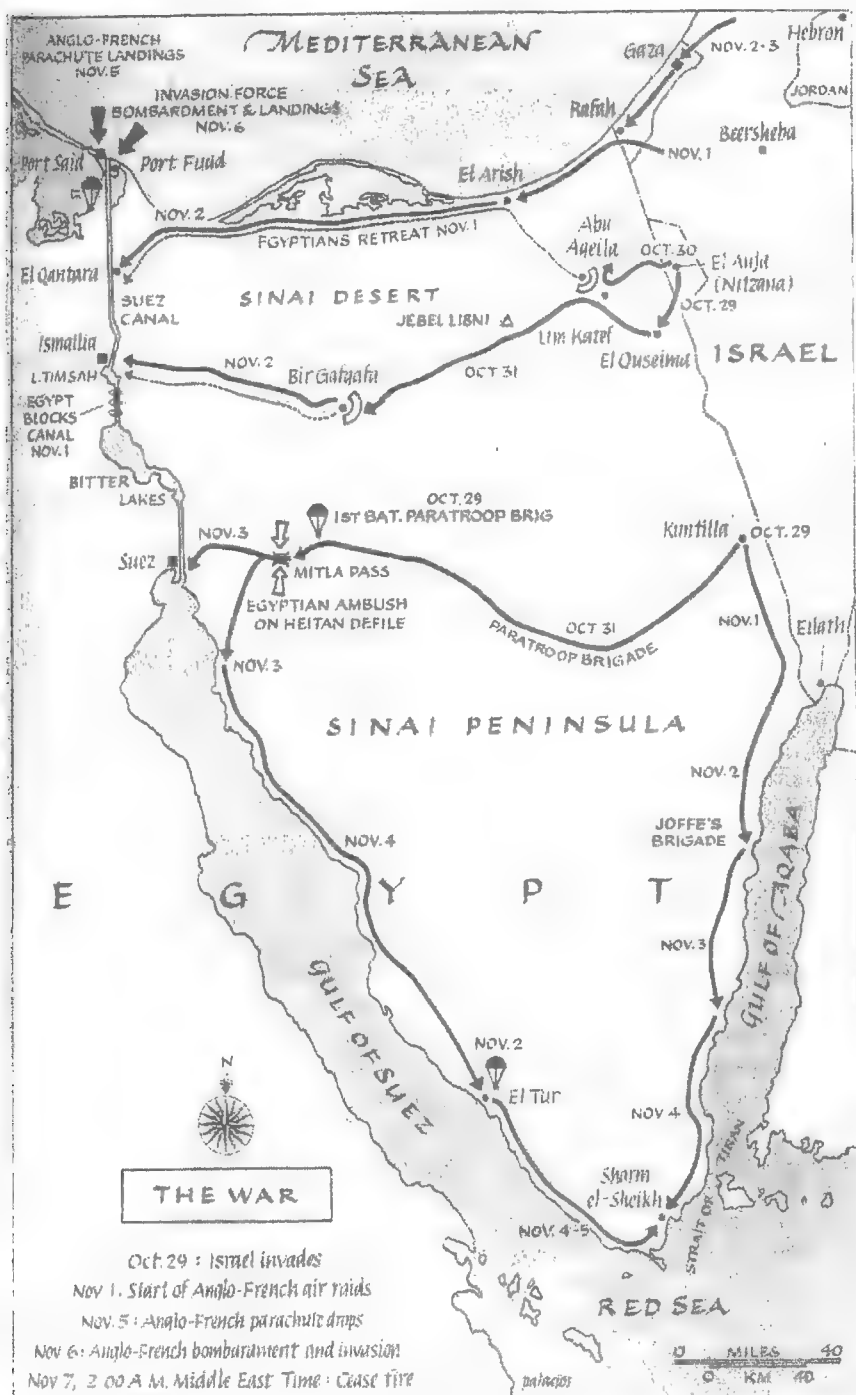 ANGLO-FRENCH
PARACHUTE LANDINGS
NOV. 5
INVASION FORCE
BOMBARDMENT & LANDINGS
NOV. 6
MEDITERRANEAN
SEA
Gaza
NOV. 2-3
Hebron
JORDAN
Rafah
Beersheba
Port Said
Port Fuad
El Arish
NOV. 1
NOV. 2
EGYPTIANS RETREAT NOV. 1
Abu
Ageila
OCT. 30
El Auja
(Nitzana)
OCT. 29
El Qantara
SUEZ
CANAL
SINAI DESERT
JEBEL LIBNI
Um Katef
El Quseima
ISRAEL
Ismailia
L. TIMSAH
NOV. 2
Bir Gafgafa
OCT 31
EGYPT
BLOCKS
CANAL
NOV. 1
BITTER
LAKES
OCT. 29
1ST BAT. PARATROOP BRIG
Kuntilla
OCT. 29
NOV. 3
Suez
MITLA PASS
EGYPTIAN AMBUSH
ON HEITAN DEFILE
OCT 31
PARATROOP BRIGADE
NOV. 1
Eilath
NOV. 3
SINAI PENINSULA
NOV. 2
JOFFE'S
BRIGADE
NOV. 4
EGYPT
GULF OF AQABA
NOV. 3
GULF OF SUEZ
NOV. 2
El Tur
N
NOV 4
THE WAR
Sharm
el-Sheikh
STRAIT OF TIRAN
NOV. 4-5
Oct. 29 : Israel invades
Nov 1. Start of Anglo-French air raids
Nov. 5 : Anglo-French parachute drops
Nov 6 : Anglo-French bombardment and invasion
Nov 7, 2 00 A.M. Middle East Time : Cease fire
RED SEA
0 MILES 40
0 KM 40
palacios